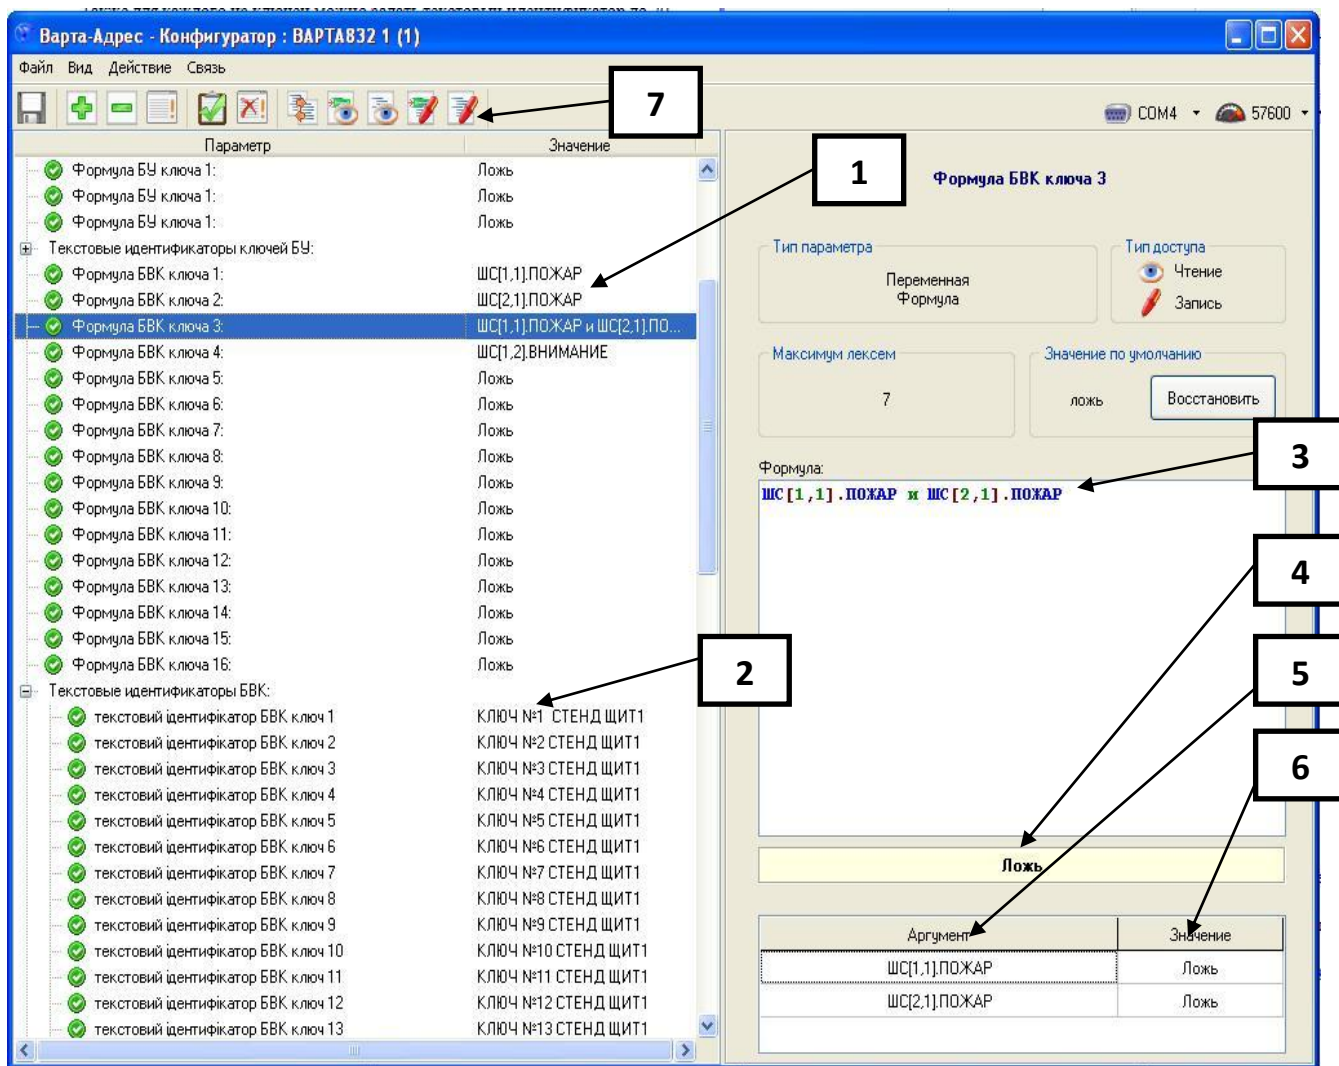 Варта-Адрес - Конфигуратор : ВАРТА832 1 (1)
Файл Вид Действие Связь
7
COM4 57600
Параметр Значение
Формула БУ ключа 1: Ложь
Формула БУ ключа 1: Ложь
Формула БУ ключа 1: Ложь
Текстовые идентификаторы ключей БУ:
Формула БВК ключа 1: ШС[1,1].ПОЖАР
Формула БВК ключа 2: ШС[2,1].ПОЖАР
Формула БВК ключа 3: ШС[1,1].ПОЖАР и ШС[2,1].ПО...
Формула БВК ключа 4: ШС[1,2].ВНИМАНИЕ
Формула БВК ключа 5: Ложь
Формула БВК ключа 6: Ложь
Формула БВК ключа 7: Ложь
Формула БВК ключа 8: Ложь
Формула БВК ключа 9: Ложь
Формула БВК ключа 10: Ложь
Формула БВК ключа 11: Ложь
Формула БВК ключа 12: Ложь
Формула БВК ключа 13: Ложь
Формула БВК ключа 14: Ложь
Формула БВК ключа 15: Ложь
Формула БВК ключа 16: Ложь
Текстовые идентификаторы БВК:
текстовий ідентифікатор БВК ключ 1 КЛЮЧ №1 СТЕНД ЩИТ1
текстовий ідентифікатор БВК ключ 2 КЛЮЧ №2 СТЕНД ЩИТ1
текстовий ідентифікатор БВК ключ 3 КЛЮЧ №3 СТЕНД ЩИТ1
текстовий ідентифікатор БВК ключ 4 КЛЮЧ №4 СТЕНД ЩИТ1
текстовий ідентифікатор БВК ключ 5 КЛЮЧ №5 СТЕНД ЩИТ1
текстовий ідентифікатор БВК ключ 6 КЛЮЧ №6 СТЕНД ЩИТ1
текстовий ідентифікатор БВК ключ 7 КЛЮЧ №7 СТЕНД ЩИТ1
текстовий ідентифікатор БВК ключ 8 КЛЮЧ №8 СТЕНД ЩИТ1
текстовий ідентифікатор БВК ключ 9 КЛЮЧ №9 СТЕНД ЩИТ1
текстовий ідентифікатор БВК ключ 10 КЛЮЧ №10 СТЕНД ЩИТ1
текстовий ідентифікатор БВК ключ 11 КЛЮЧ №11 СТЕНД ЩИТ1
текстовий ідентифікатор БВК ключ 12 КЛЮЧ №12 СТЕНД ЩИТ1
текстовий ідентифікатор БВК ключ 13 КЛЮЧ №13 СТЕНД ЩИТ1
1
2
Формула БВК ключа 3
Тип параметра
Переменная
Формула
Тип доступа
Чтение
Запись
Максимум лексем
7
Значение по умолчанию
ложь Восстановить
3
Формула:
ШС[1,1].ПОЖАР и ШС[2,1].ПОЖАР
4
5
6
Ложь
Аргумент Значение
ШС[1,1].ПОЖАР Ложь
ШС[2,1].ПОЖАР Ложь